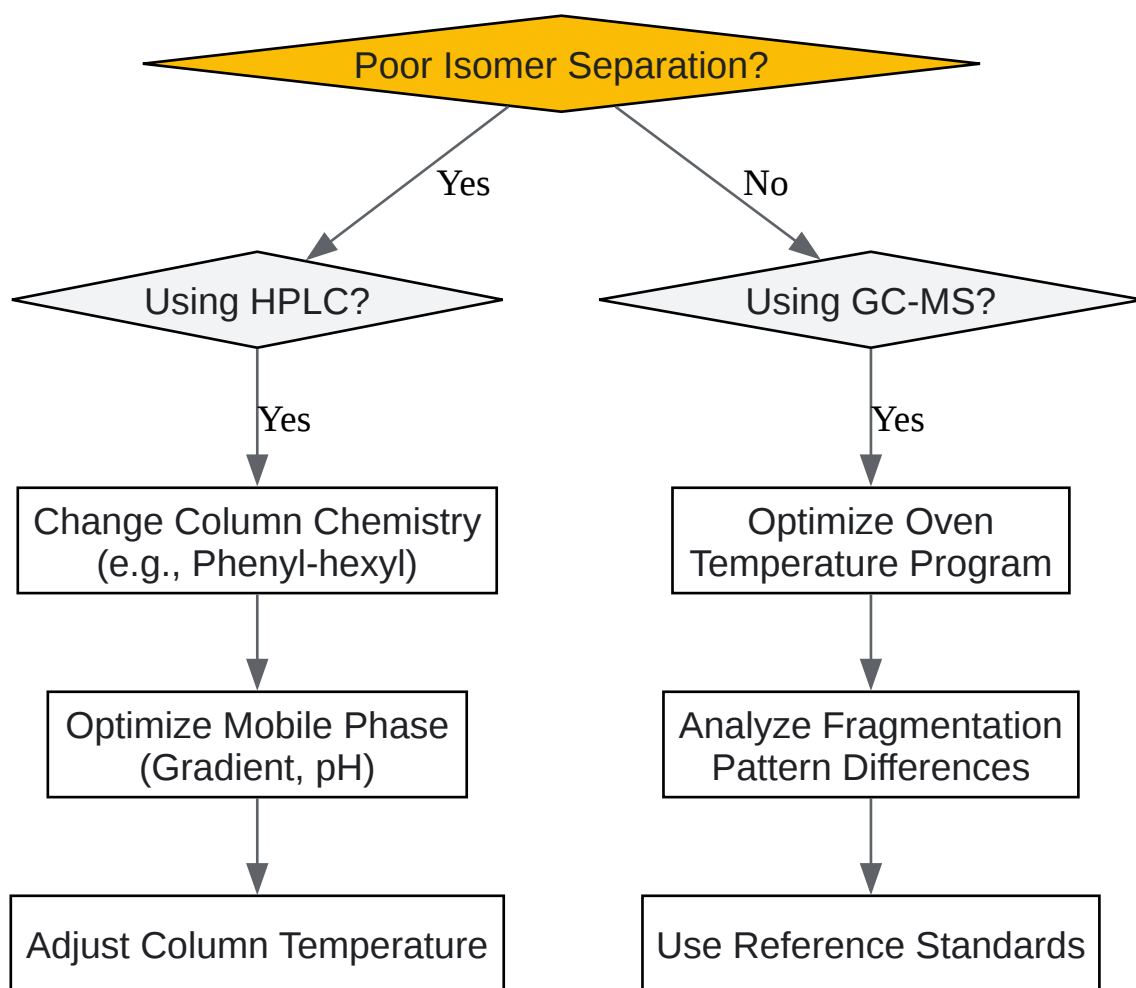 Poor Isomer Separation?
Yes
No
Using HPLC?
Using GC-MS?
Yes
Yes
Change Column Chemistry
(e.g., Phenyl-hexyl)
Optimize Oven
Temperature Program
Optimize Mobile Phase
(Gradient, pH)
Analyze Fragmentation
Pattern Differences
Adjust Column Temperature
Use Reference Standards